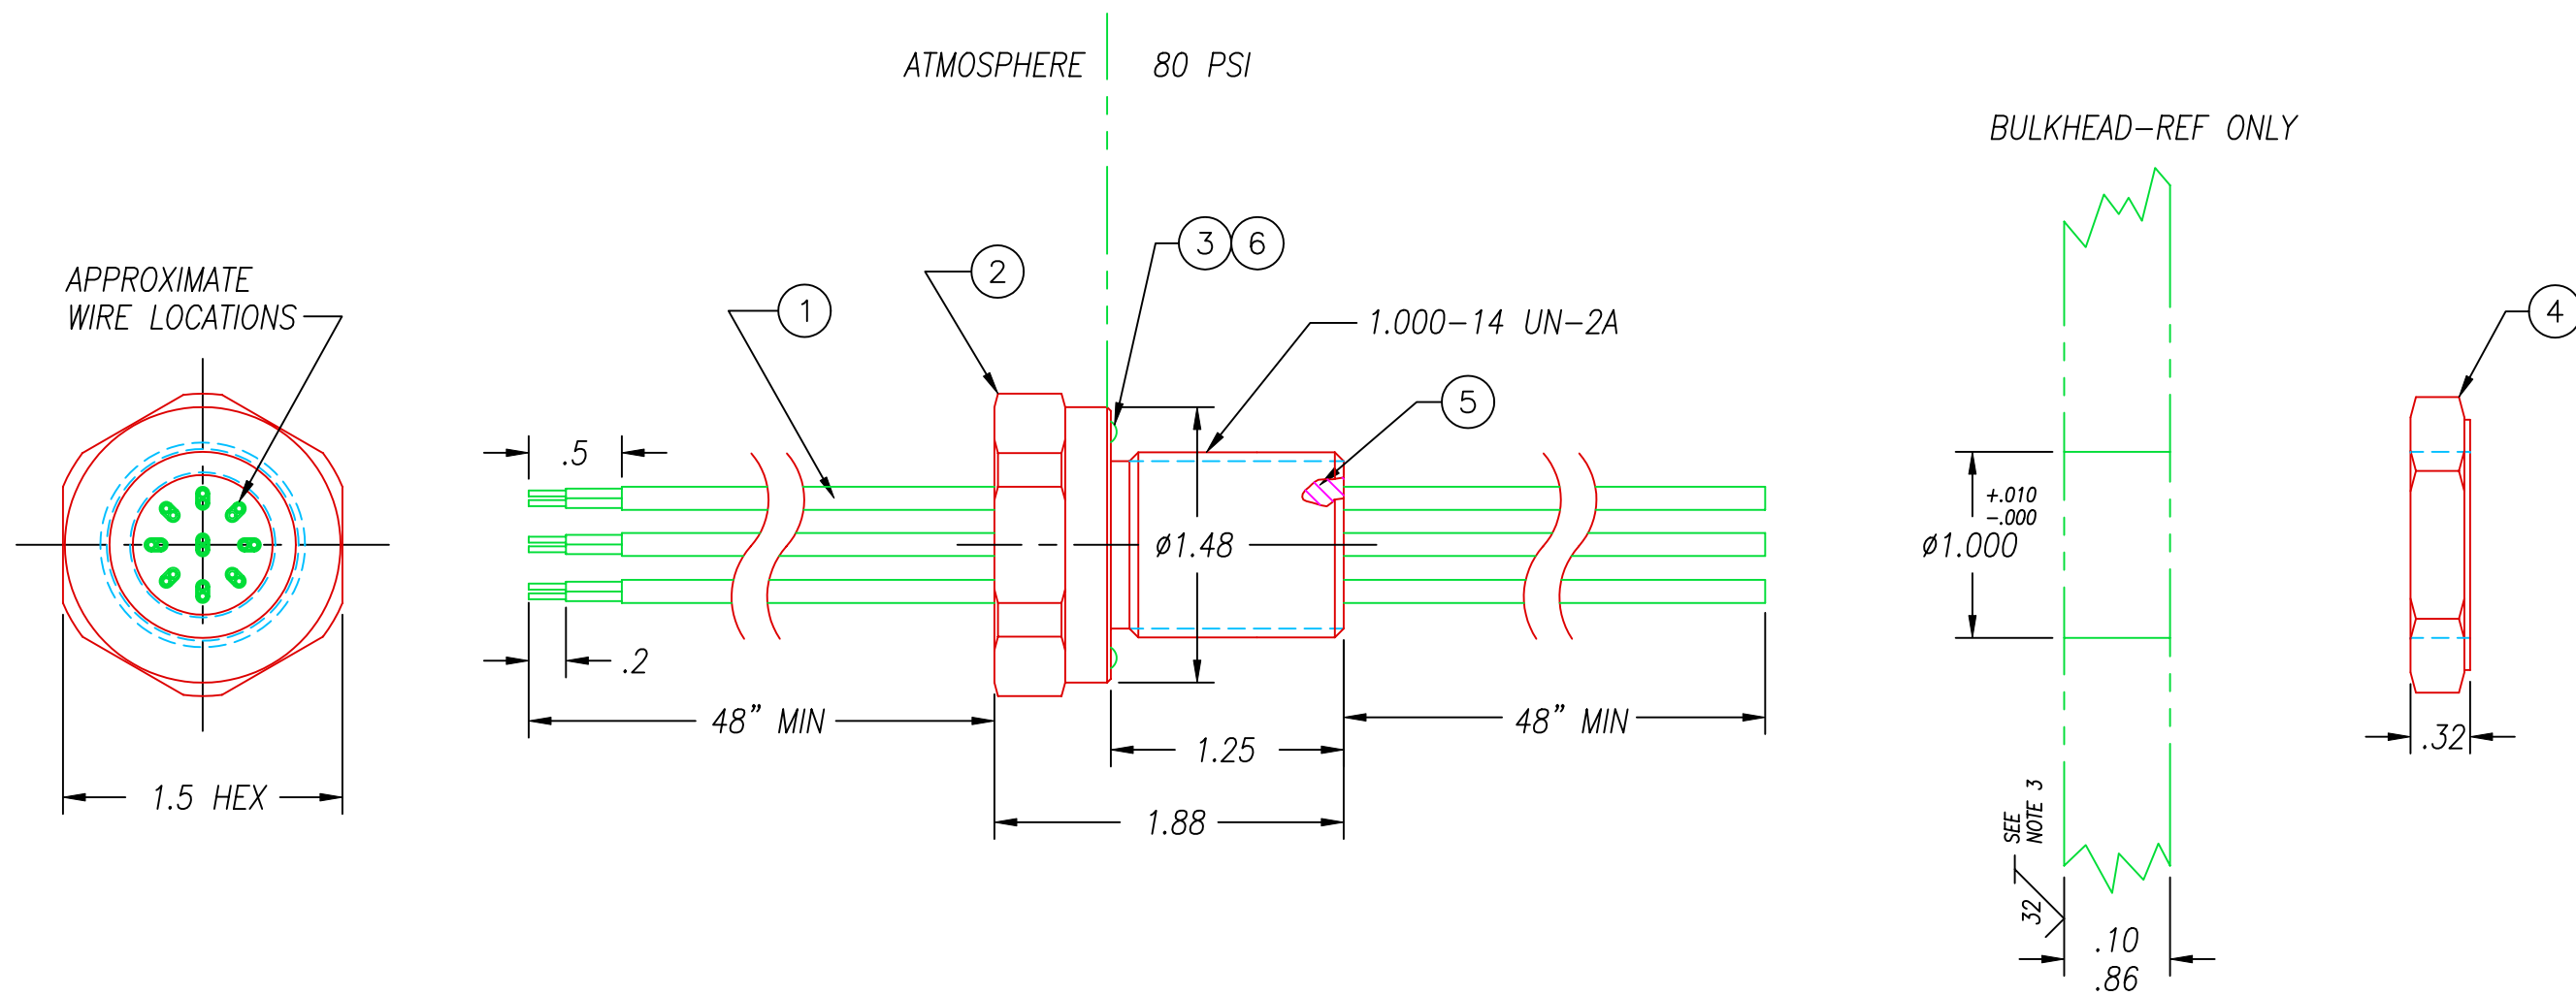 ATMOSPHERE 80 PSI
BULKHEAD-REF ONLY
3 6
2
APPROXIMATE
WIRE LOCATIONS
1
1.000-14 UN-2A
4
5
.5
+.010
-.000
ø1.48
ø1.000
.2
48" MIN
48" MIN
1.25
.32
1.5 HEX
1.88
SEE
NOTE 3
32
.10
.86